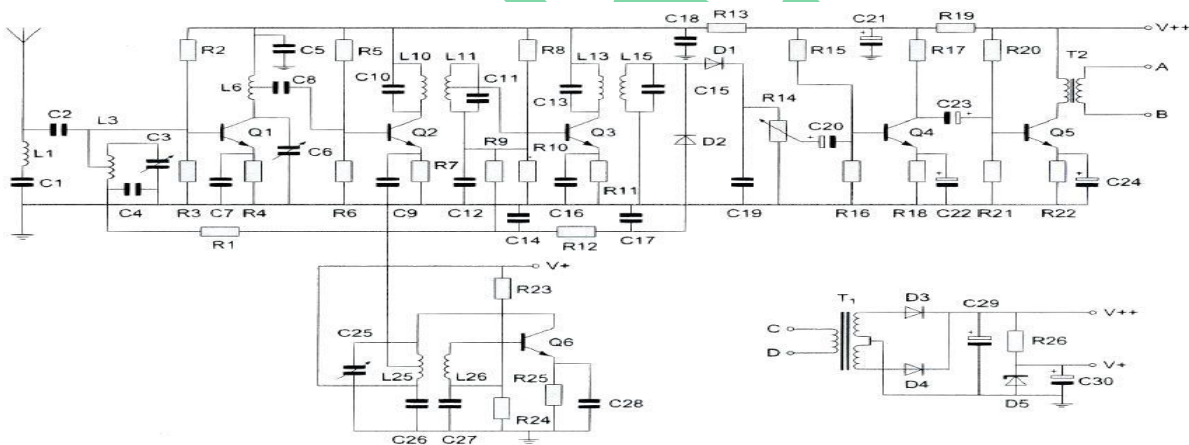 C18 R13 C21 R19 V++
R2 C5 R5 L10 L11 R8 L13 L15 D1 R15 R17 R20 T2
C8 C10 C11 A
L6 C13 C15 R14 C23
C2 B
L3 C3 Q1 Q2 Q3 D2 C20 Q4 Q5
L1 C6 R9 R10
R7 R11
C1 C24
C4 R3 C7 R4 R6 C9 C12 C16 C19 R16 R18 C22 R21 R22
R1 C14 R12 C17
V+
R23
T1 D3 C29 V++
C25 Q6 C
R26
D V+
L25 L26 R25 D4 C30
C28 D5
R24
C26 C27